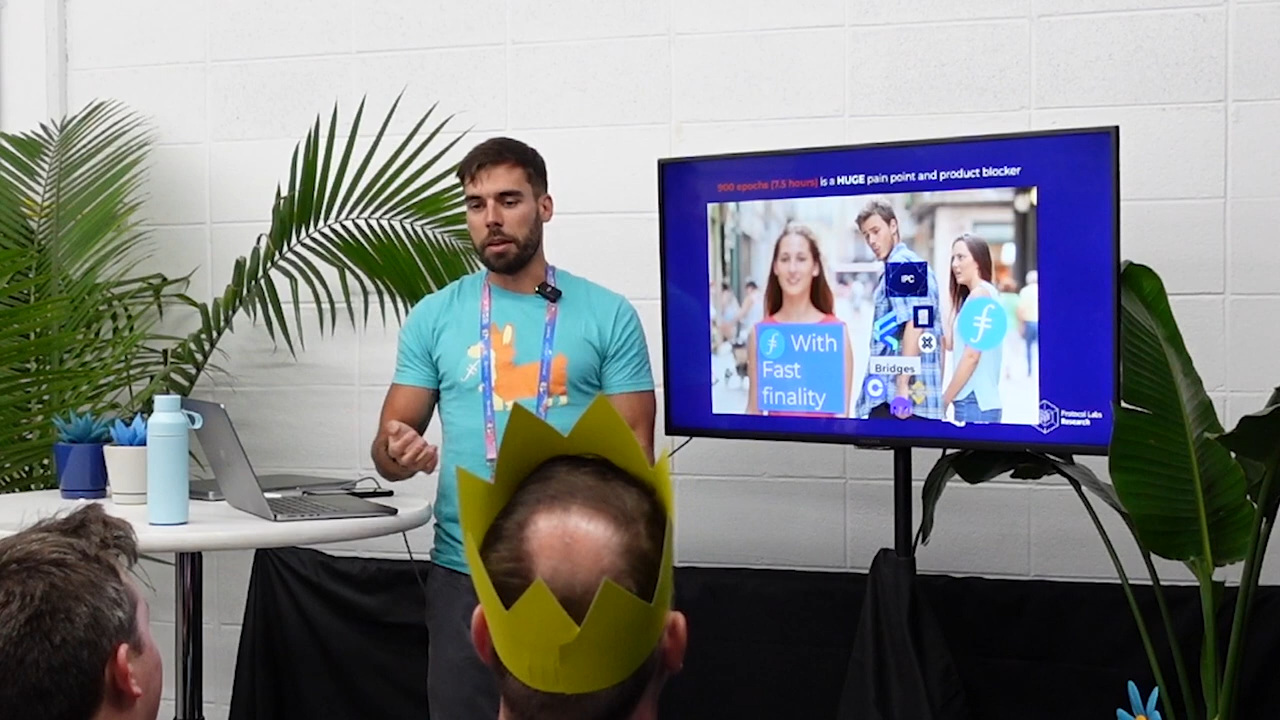 900 epochs (7.5 hours) is a HUGE pain point and product blocker
IPC
With
Fast
finality
Bridges
Protocol Labs
Research